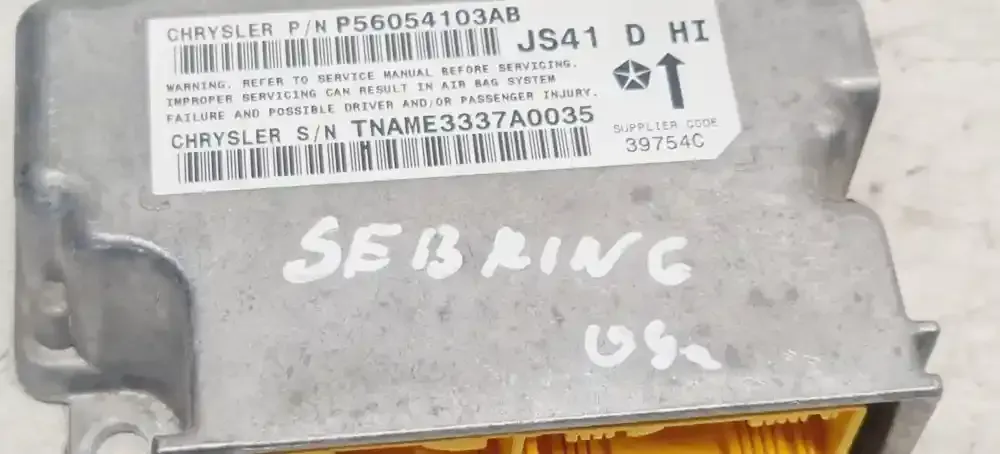 CHRYSLER P/N P56054103AB
JS41 D HI
WARNING. REFER TO SERVICE MANUAL BEFORE SERVICING.
IMPROPER SERVICING CAN RESULT IN AIR BAG SYSTEM
FAILURE AND POSSIBLE DRIVER AND/OR PASSENGER INJURY.
CHRYSLER S/N TNAME3337A0035
SUPPLIER CODE
39754C
SEBRING